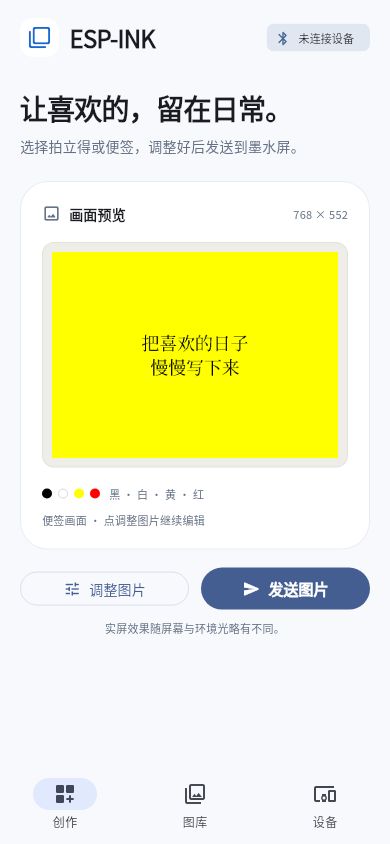 ESP-INK
未连接设备
让喜欢的，留在日常。
选择拍立得或便签，调整好后发送到墨水屏。
画面预览
768 × 552
把喜欢的日子
慢慢写下来
黑 · 白 · 黄 · 红
便签画面 · 点调整图片继续编辑
调整图片
发送图片
实屏效果随屏幕与环境光略有不同。
创作
图库
设备